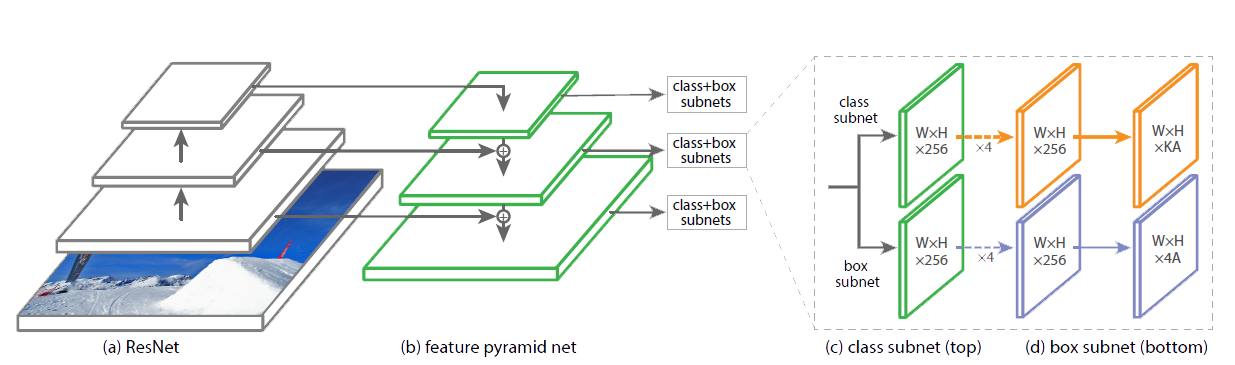 class+box
subnets
class+box
subnets
class+box
subnets
class
subnet
W×H
×256
×4
W×H
×256
W×H
×KA
box
subnet
W×H
×256
×4
W×H
×256
W×H
×4A
(a) ResNet
(b) feature pyramid net
(c) class subnet (top)
(d) box subnet (bottom)